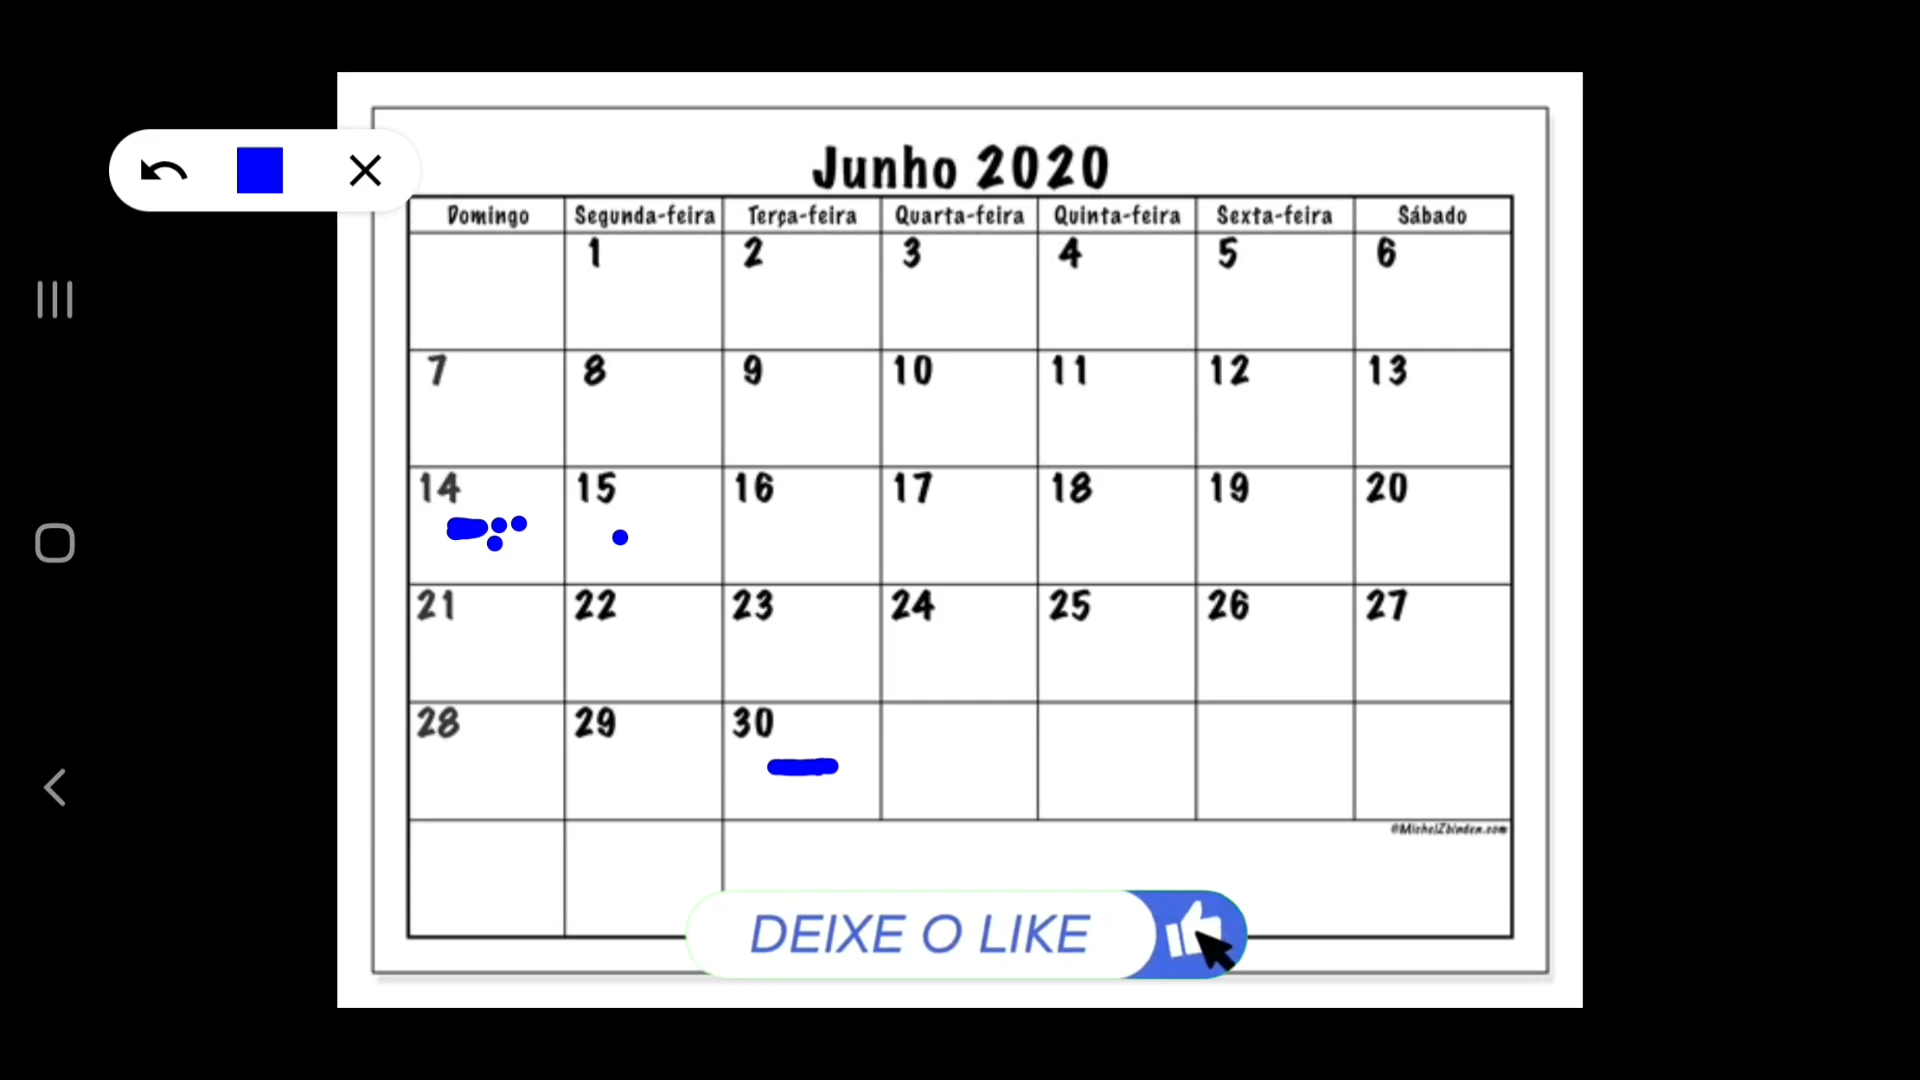 Junho 2020
Domingo Segunda-feira Terça-feira Quarta-feira Quinta-feira Sexta-feira Sábado
1 2 3 4 5 6
7 8 9 10 11 12 13
14 15 16 17 18 19 20
21 22 23 24 25 26 27
28 29 30
@MichelZbinden.com
DEIXE O LIKE